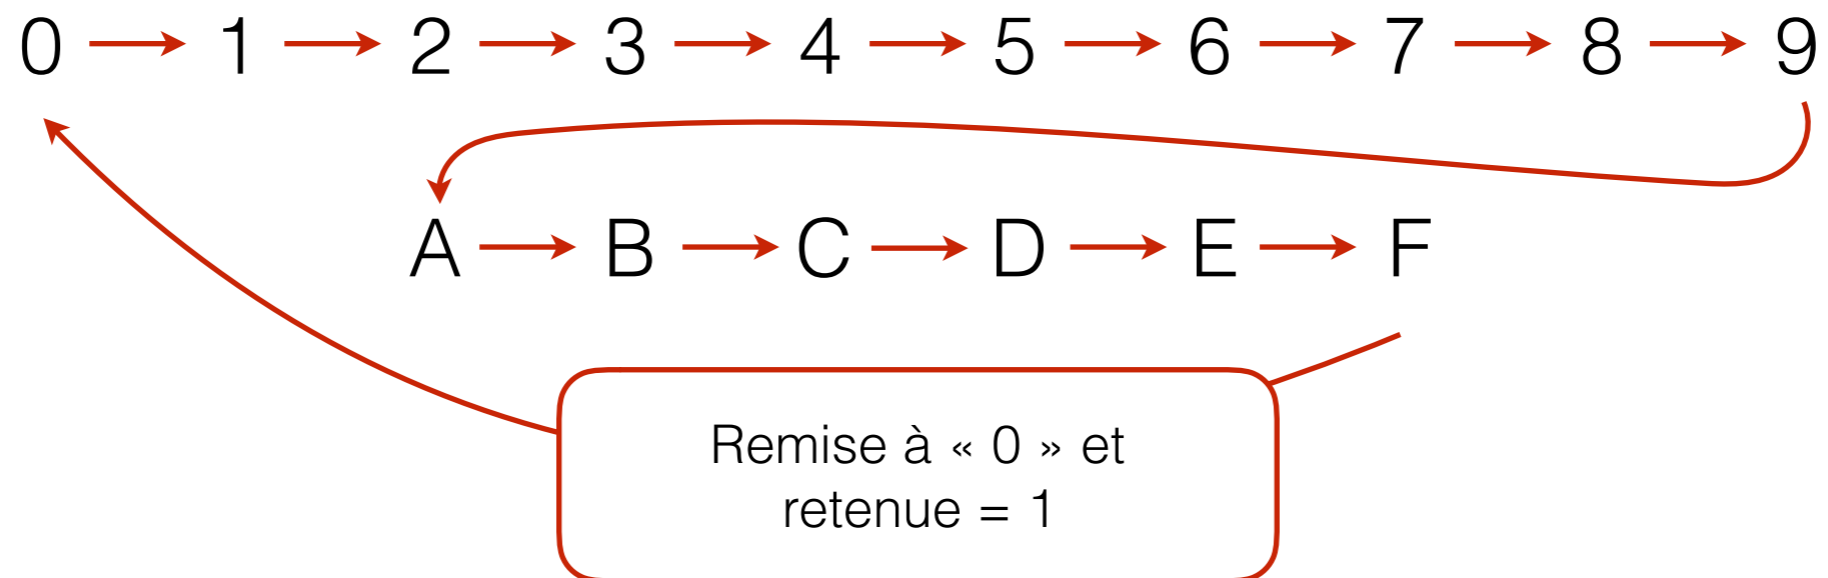 0 1 2 3 4 5 6 7 8 9
A B C D E F
Remise à « 0 » et
retenue = 1